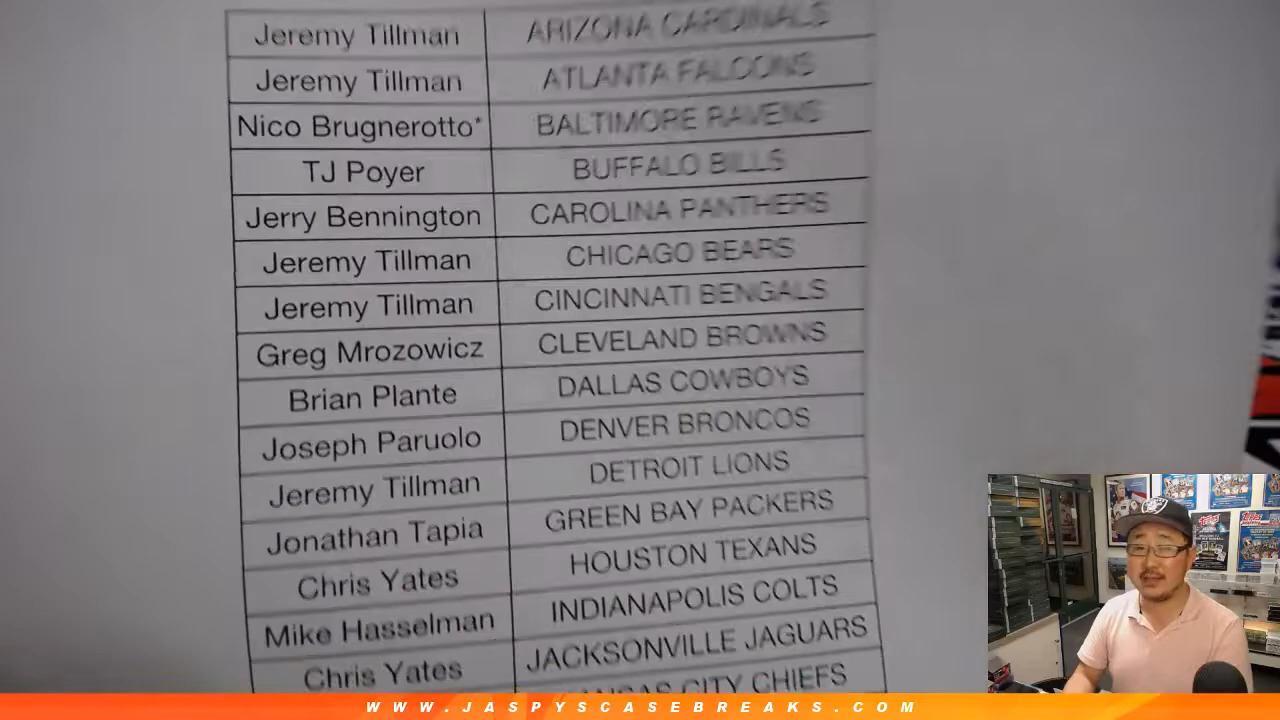 Jeremy Tillman ARIZONA CARDINALS
Jeremy Tillman ATLANTA FALCONS
Nico Brugnerotto* BALTIMORE RAVENS
TJ Poyer BUFFALO BILLS
Jerry Bennington CAROLINA PANTHERS
Jeremy Tillman CHICAGO BEARS
Jeremy Tillman CINCINNATI BENGALS
Greg Mrozowicz CLEVELAND BROWNS
Brian Plante DALLAS COWBOYS
Joseph Paruolo DENVER BRONCOS
Jeremy Tillman DETROIT LIONS
Jonathan Tapia GREEN BAY PACKERS
Chris Yates HOUSTON TEXANS
Mike Hasselman INDIANAPOLIS COLTS
Chris Yates JACKSONVILLE JAGUARS
CITY CHIEFS
WWW.JASPYSCASEBREAKS.COM